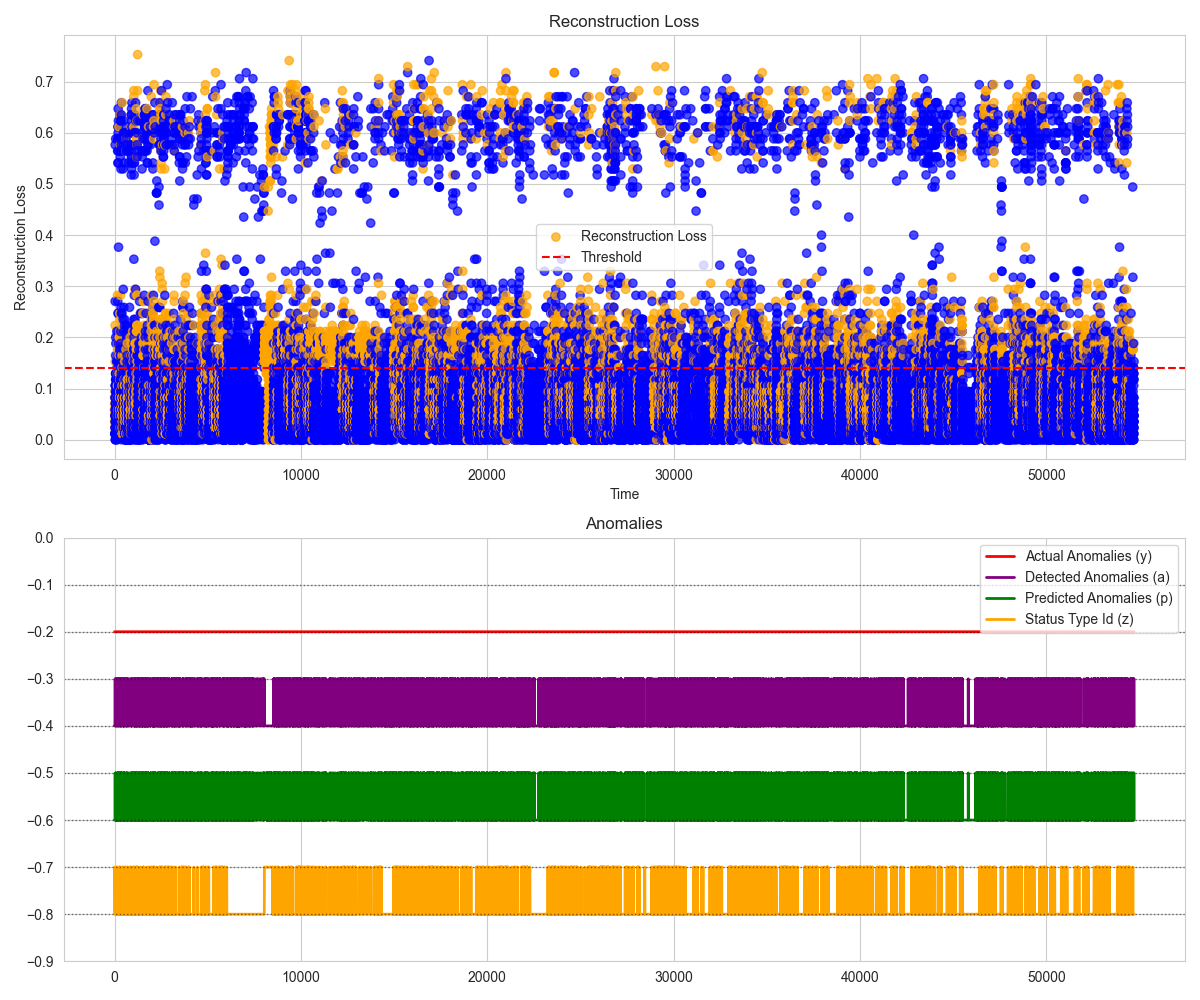 Reconstruction Loss
Reconstruction Loss
0.7
0.6
0.5
0.4
0.3
0.2
0.1
0.0
Reconstruction Loss
Threshold
0 10000 20000 30000 40000 50000
Time
Anomalies
0.0
−0.1
−0.2
−0.3
−0.4
−0.5
−0.6
−0.7
−0.8
−0.9
Actual Anomalies (y)
Detected Anomalies (a)
Predicted Anomalies (p)
Status Type Id (z)
0 10000 20000 30000 40000 50000